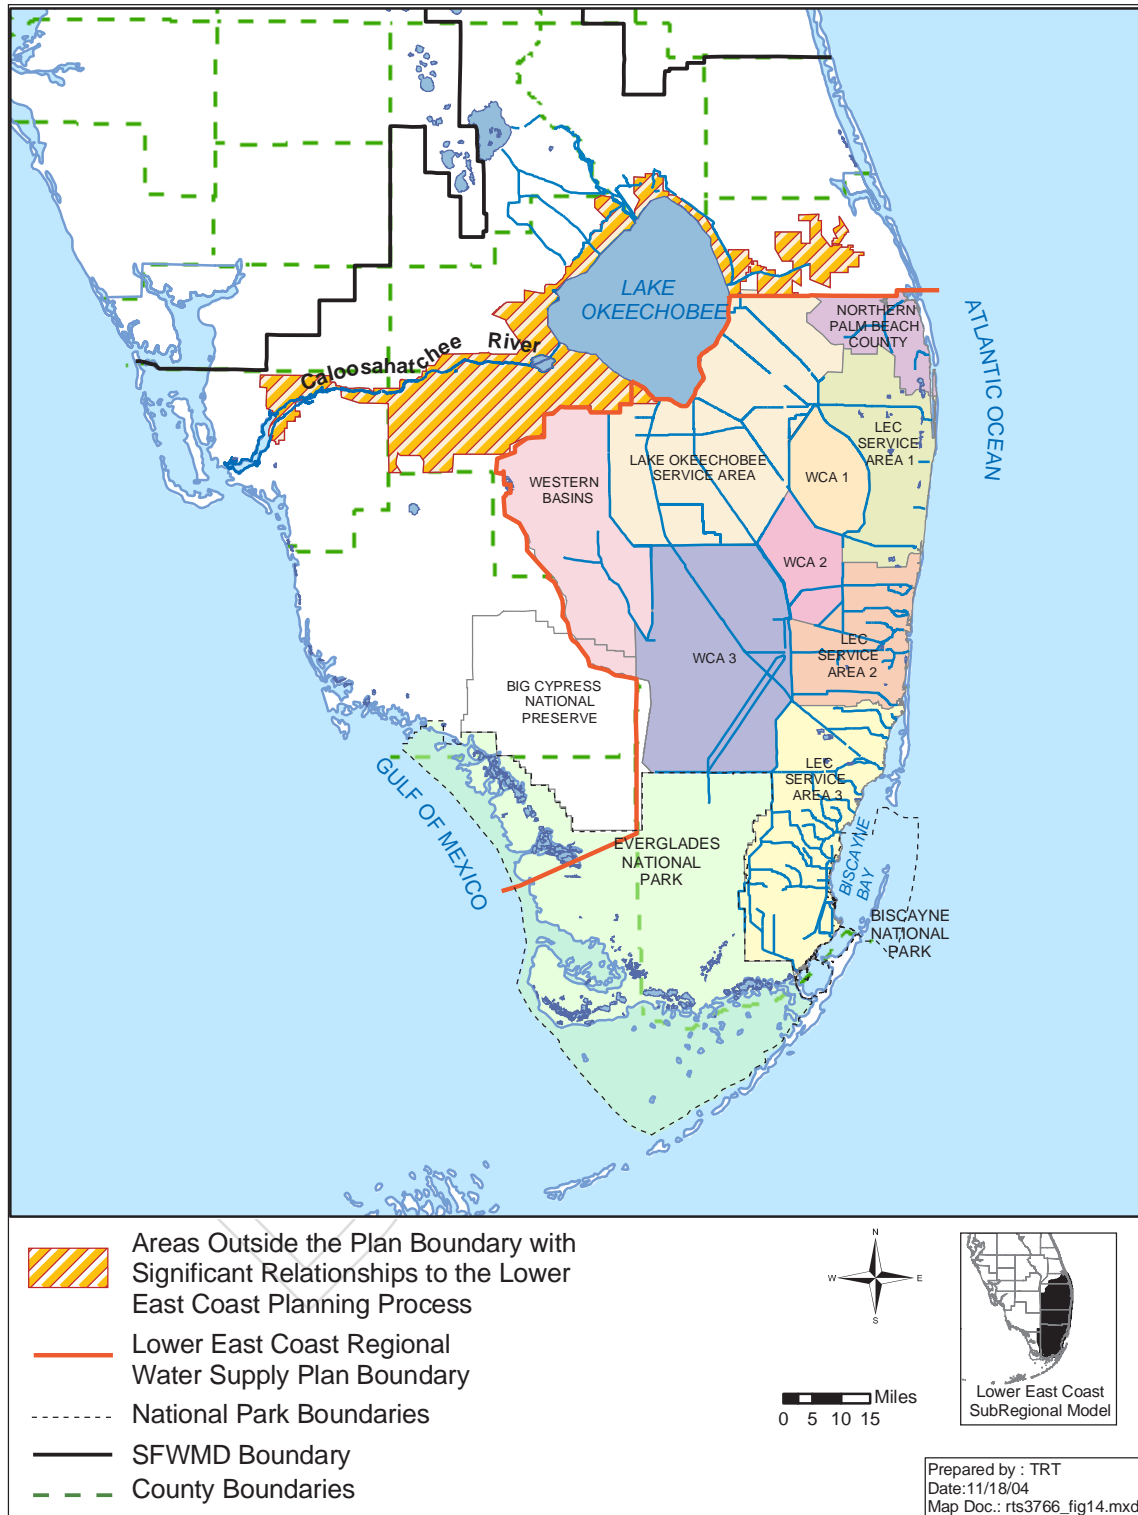 LAKE
OKEECHOBEE
NORTHERN
PALM BEACH
COUNTY
ATLANTIC OCEAN
Caloosahatchee River
LEC
SERVICE
AREA 1
LAKE OKEECHOBEE
SERVICE AREA
WCA 1
WESTERN
BASINS
WCA 2
WCA 3
LEC
SERVICE
AREA 2
BIG CYPRESS
NATIONAL
PRESERVE
GULF OF MEXICO
LEC
SERVICE
AREA 3
BISCAYNE
BAY
EVERGLADES
NATIONAL
PARK
BISCAYNE
NATIONAL
PARK
Areas Outside the Plan Boundary with
Significant Relationships to the Lower
East Coast Planning Process
Lower East Coast Regional
Water Supply Plan Boundary
National Park Boundaries
SFWMD Boundary
County Boundaries
N
W E
S
Miles
0 5 10 15
Lower East Coast
SubRegional Model
Prepared by : TRT
Date:11/18/04
Map Doc.: rts3766_fig14.mxd